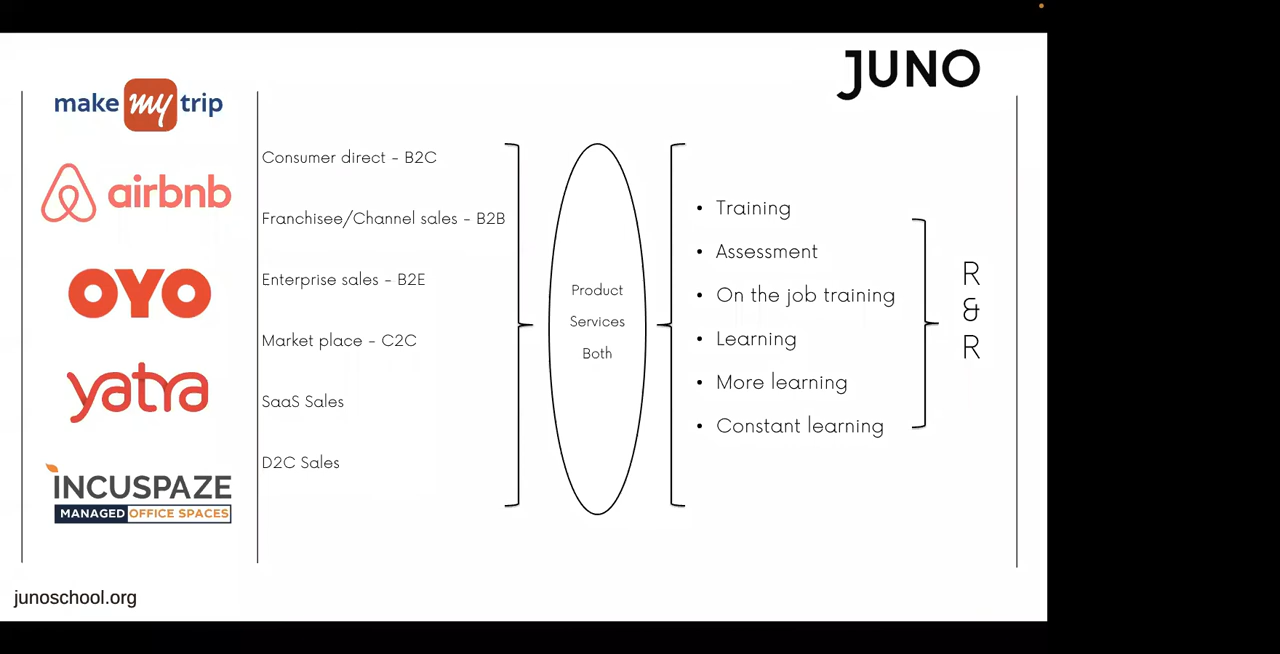 JUNO
make my trip
airbnb
OYO
yatra
INCUSPAZE
MANAGED OFFICE SPACES
Consumer direct - B2C
Franchisee/Channel sales - B2B
Enterprise sales - B2E
Market place - C2C
SaaS Sales
D2C Sales
Product
Services
Both
• Training
• Assessment
• On the job training
• Learning
• More learning
• Constant learning
R
&
R
junoschool.org